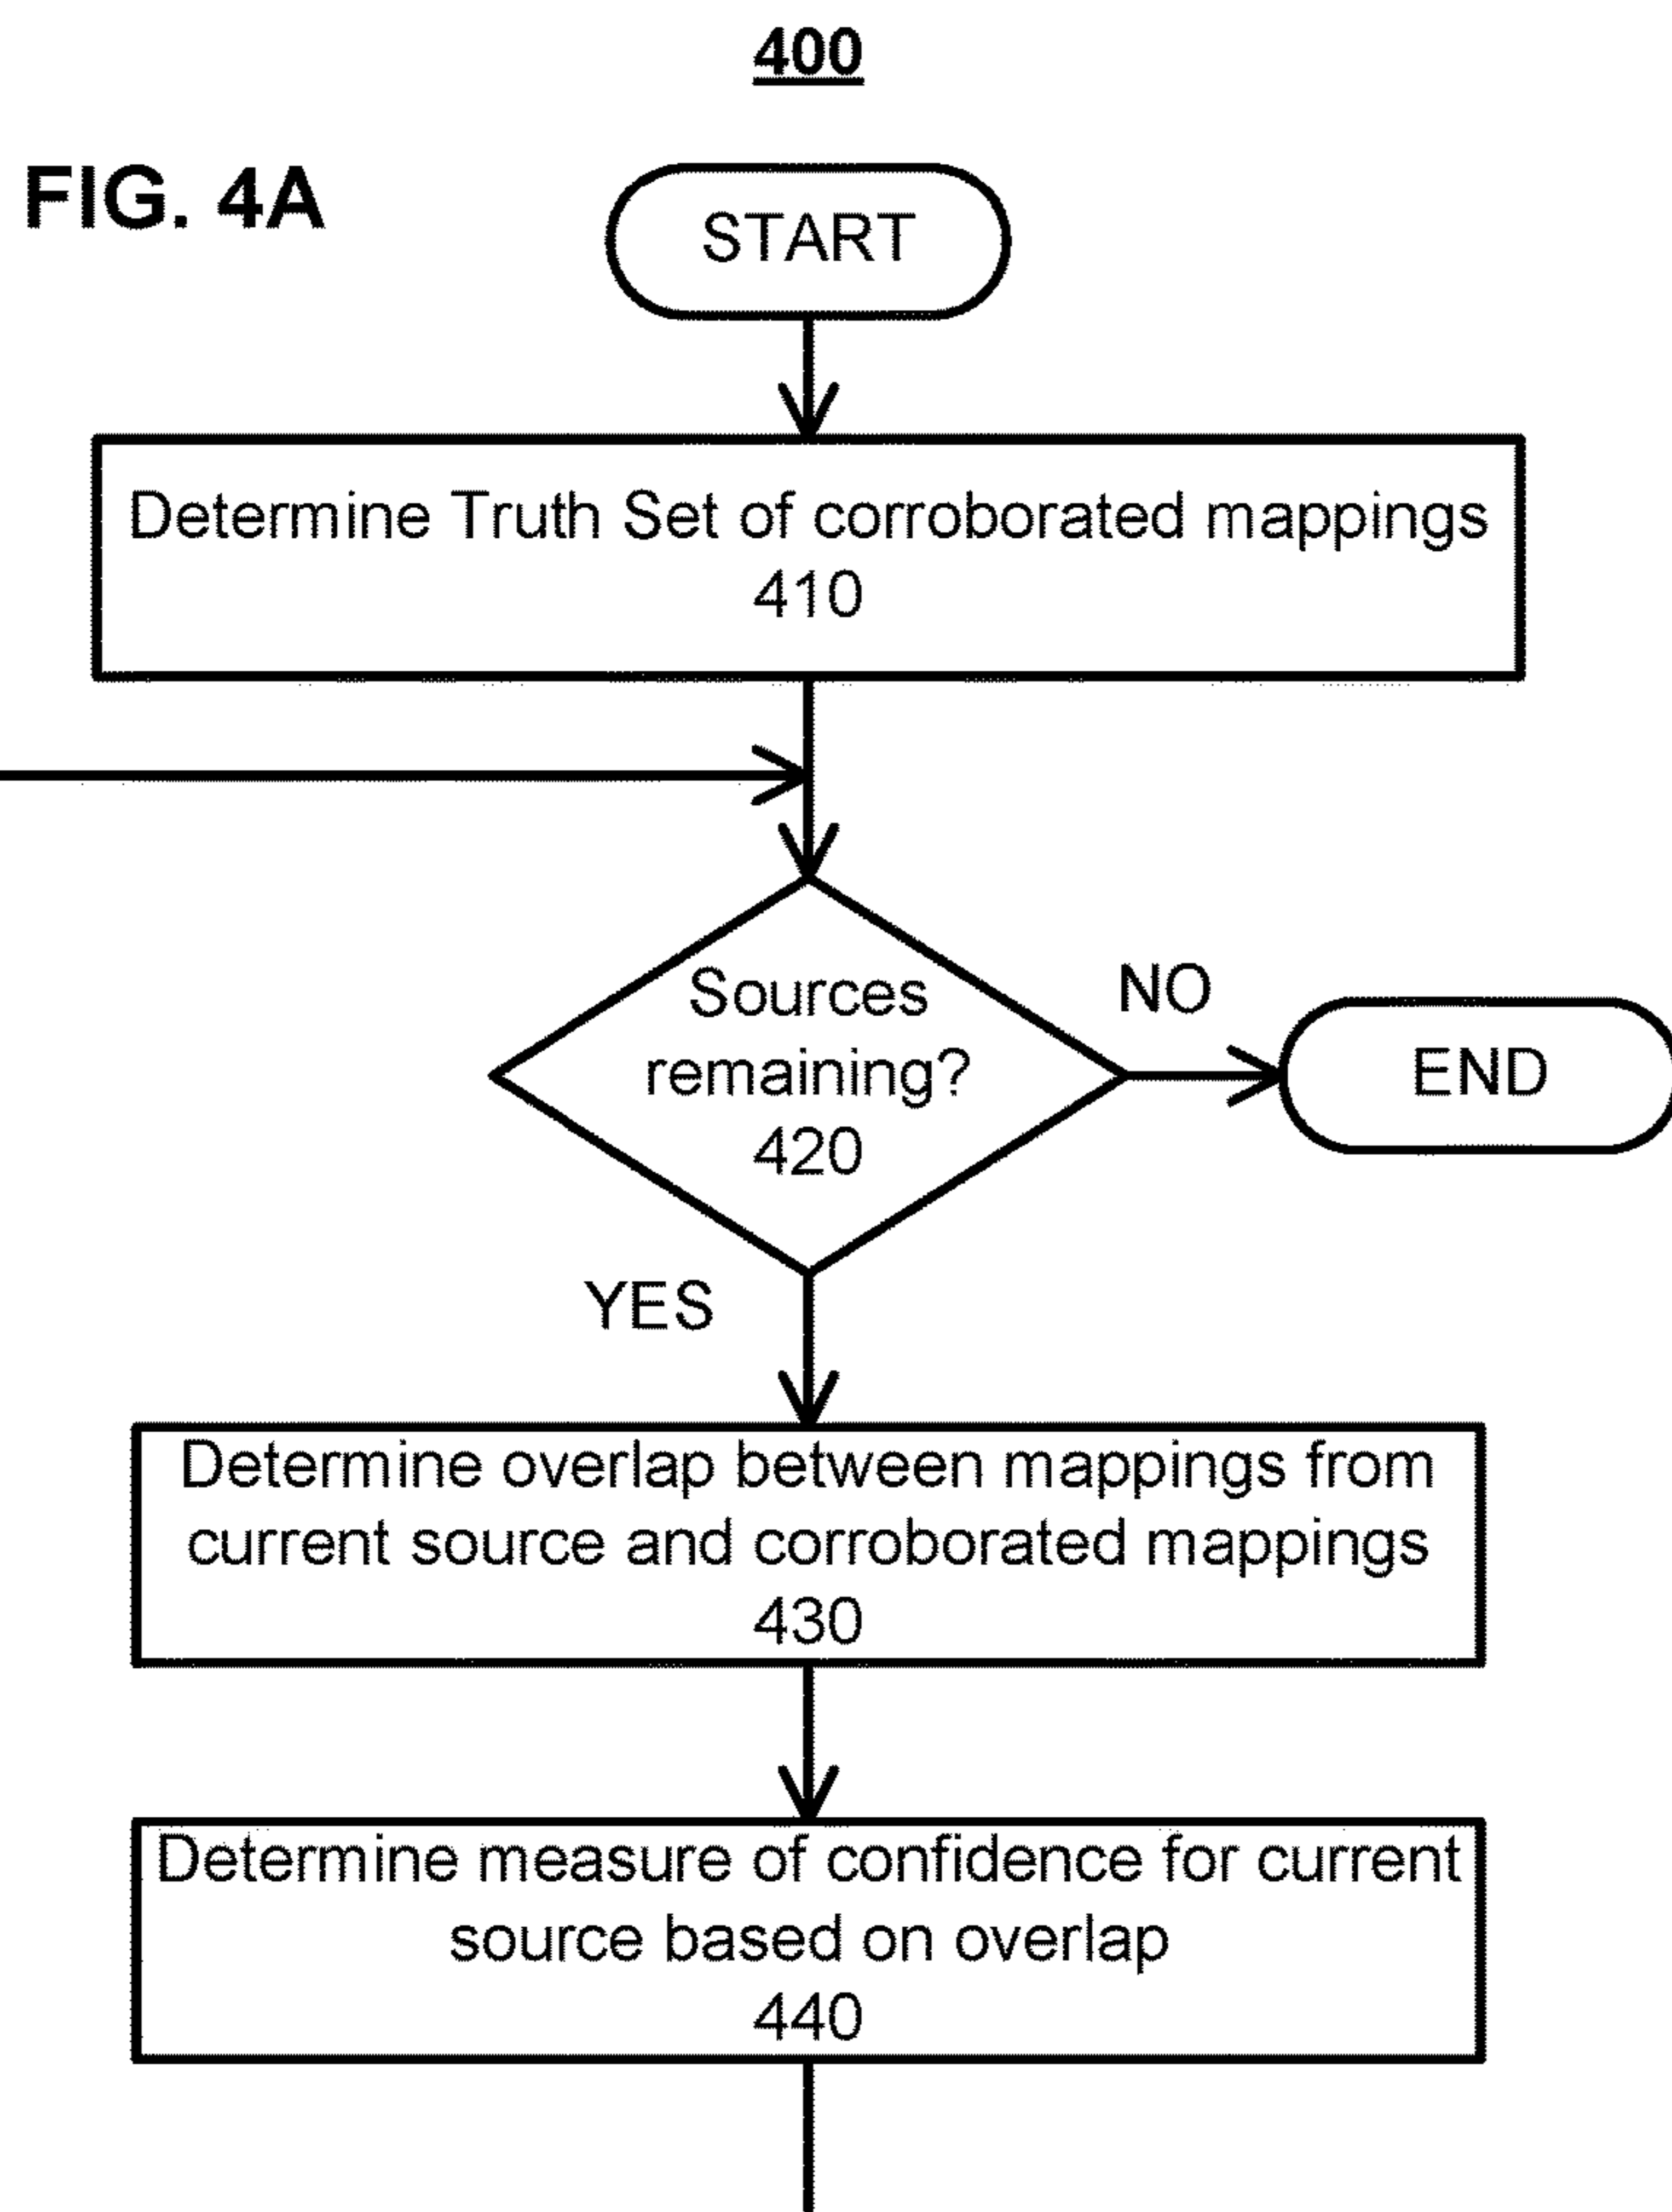 400
FIG. 4A
START
Determine Truth Set of corroborated mappings
410
Sources
remaining?
420
NO
END
YES
Determine overlap between mappings from
current source and corroborated mappings
430
Determine measure of confidence for current
source based on overlap
440